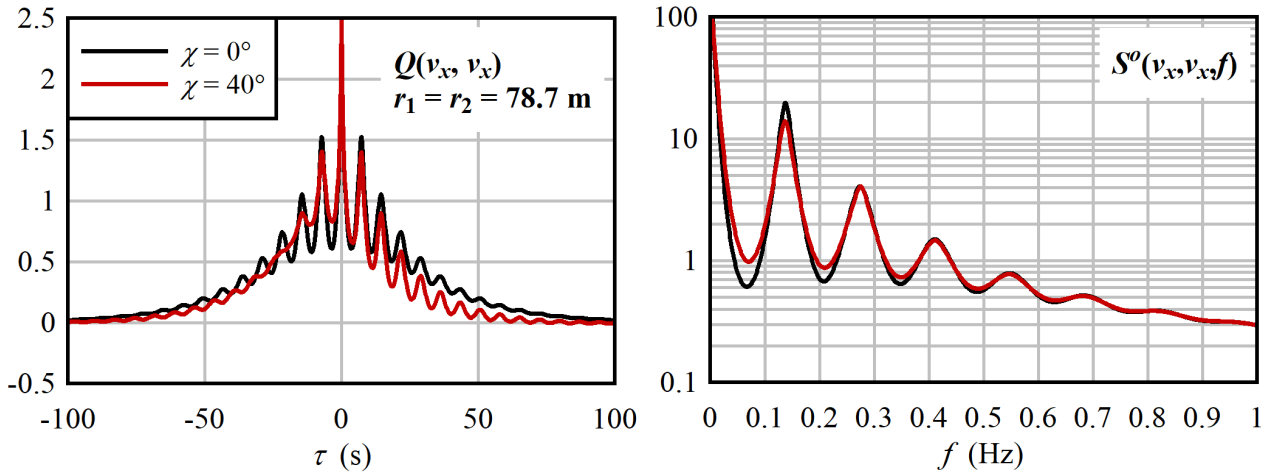 2.5
2
1.5
1
0.5
0
-0.5
χ = 0°
χ = 40°
Q(vₓ, vₓ)
r₁ = r₂ = 78.7 m
-100 -50 0 50 100
τ (s)
100
10
1
0.1
Sᵒ(vₓ,vₓ,f)
0 0.1 0.2 0.3 0.4 0.5 0.6 0.7 0.8 0.9 1
f (Hz)